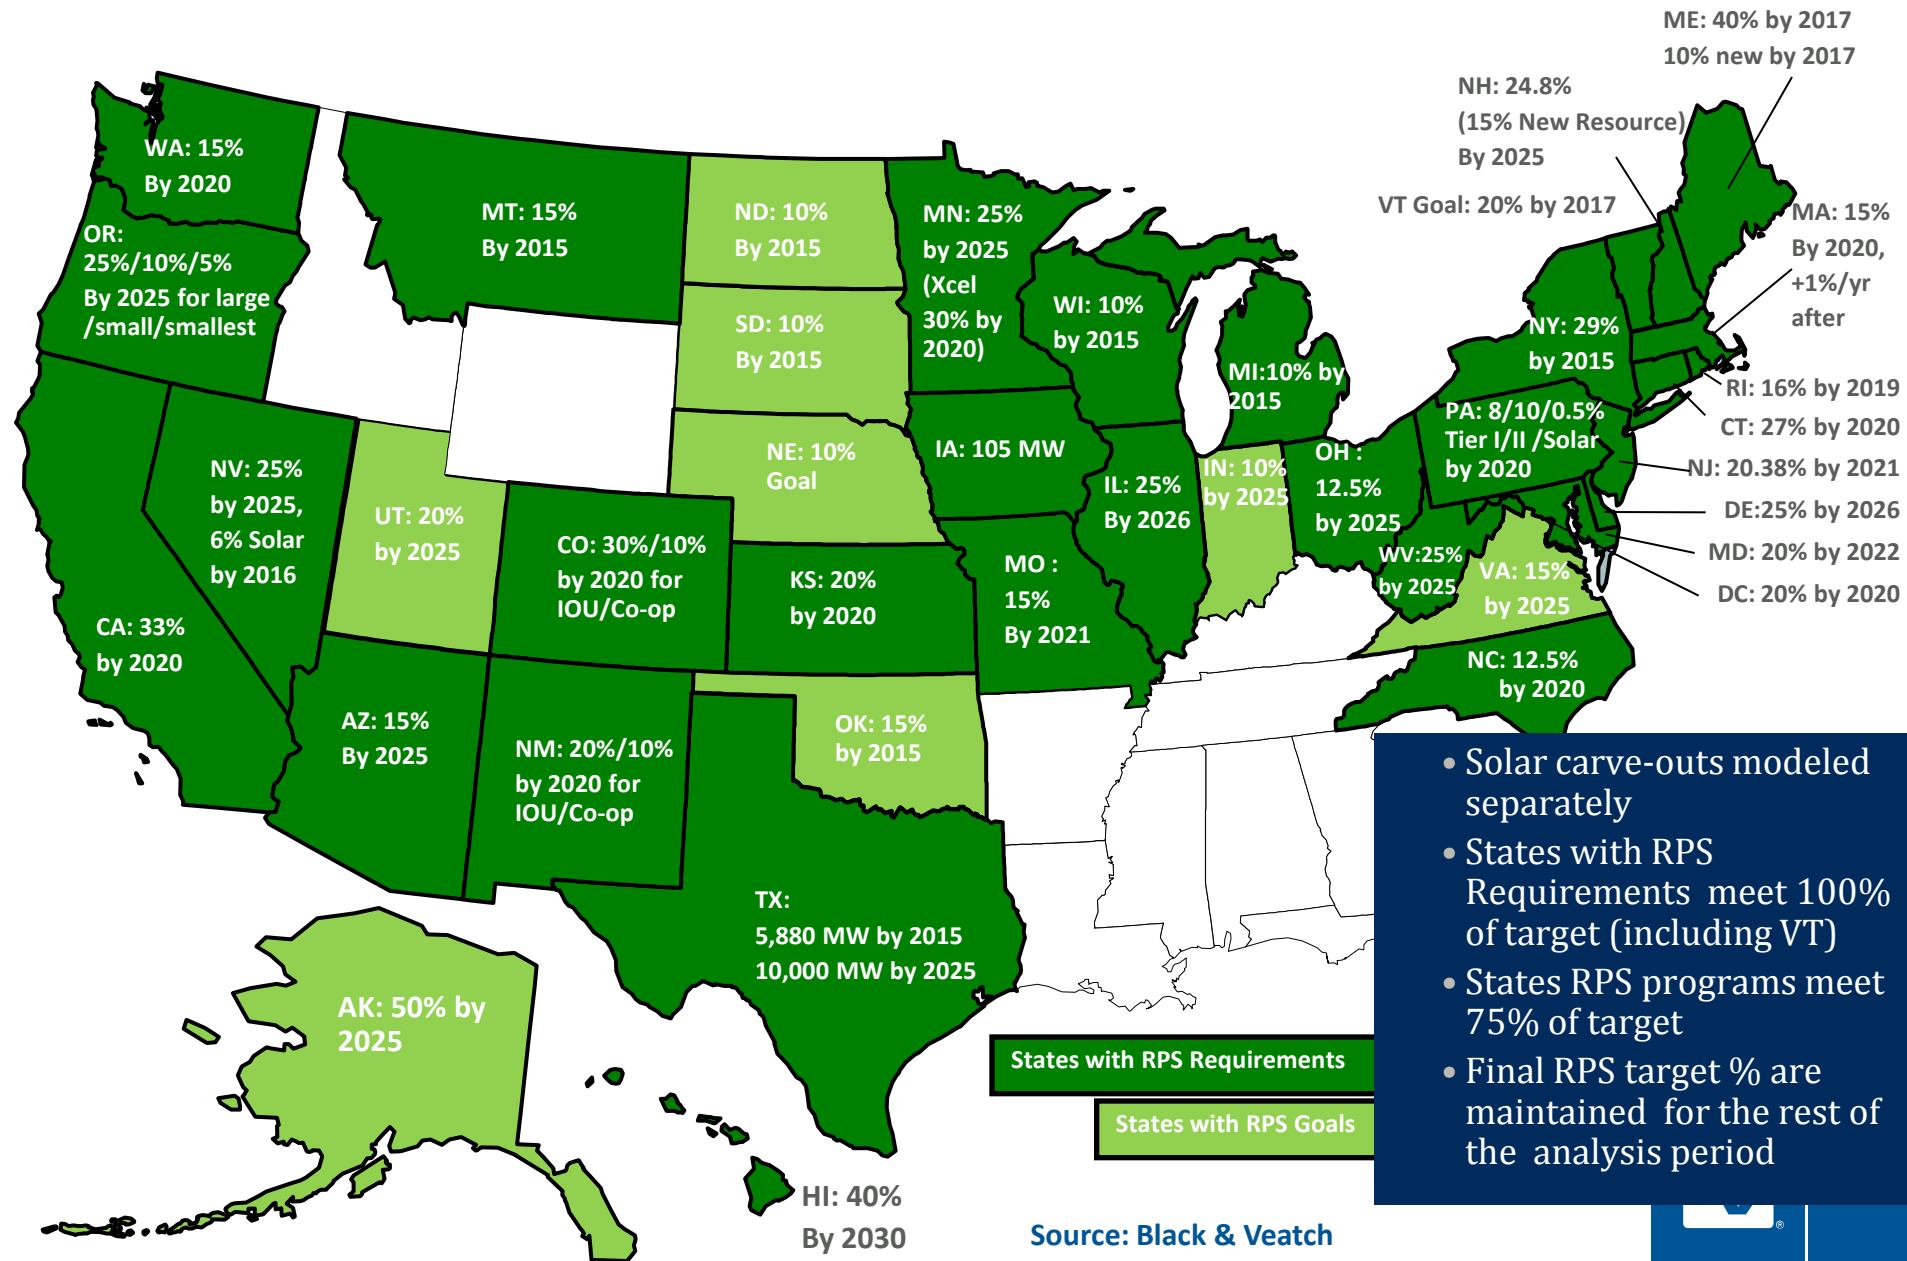 ME: 40% by 2017
10% new by 2017
NH: 24.8%
(15% New Resource)
By 2025
VT Goal: 20% by 2017
MA: 15%
By 2020,
+1%/yr
after
WA: 15%
By 2020
OR:
25%/10%/5%
By 2025 for large
/small/smallest
MT: 15%
By 2015
ND: 10%
By 2015
SD: 10%
By 2015
MN: 25%
by 2025
(Xcel
30% by
2020)
WI: 10%
by 2015
MI:10% by
2015
NY: 29%
by 2015
RI: 16% by 2019
CT: 27% by 2020
NJ: 20.38% by 2021
DE:25% by 2026
MD: 20% by 2022
DC: 20% by 2020
PA: 8/10/0.5%
Tier I/II /Solar
by 2020
NE: 10%
Goal
IA: 105 MW
IL: 25%
By 2026
IN: 10%
by 2025
OH :
12.5%
by 2025
WV:25%
by 2025
VA: 15%
by 2025
NC: 12.5%
by 2020
NV: 25%
by 2025,
6% Solar
by 2016
UT: 20%
by 2025
CO: 30%/10%
by 2020 for
IOU/Co-op
KS: 20%
by 2020
MO :
15%
By 2021
CA: 33%
by 2020
AZ: 15%
By 2025
NM: 20%/10%
by 2020 for
IOU/Co-op
OK: 15%
by 2015
TX:
5,880 MW by 2015
10,000 MW by 2025
AK: 50% by
2025
HI: 40%
By 2030
States with RPS Requirements
States with RPS Goals
• Solar carve-outs modeled
separately
• States with RPS
Requirements meet 100%
of target (including VT)
• States RPS programs meet
75% of target
• Final RPS target % are
maintained for the rest of
the analysis period
Source: Black & Veatch
®